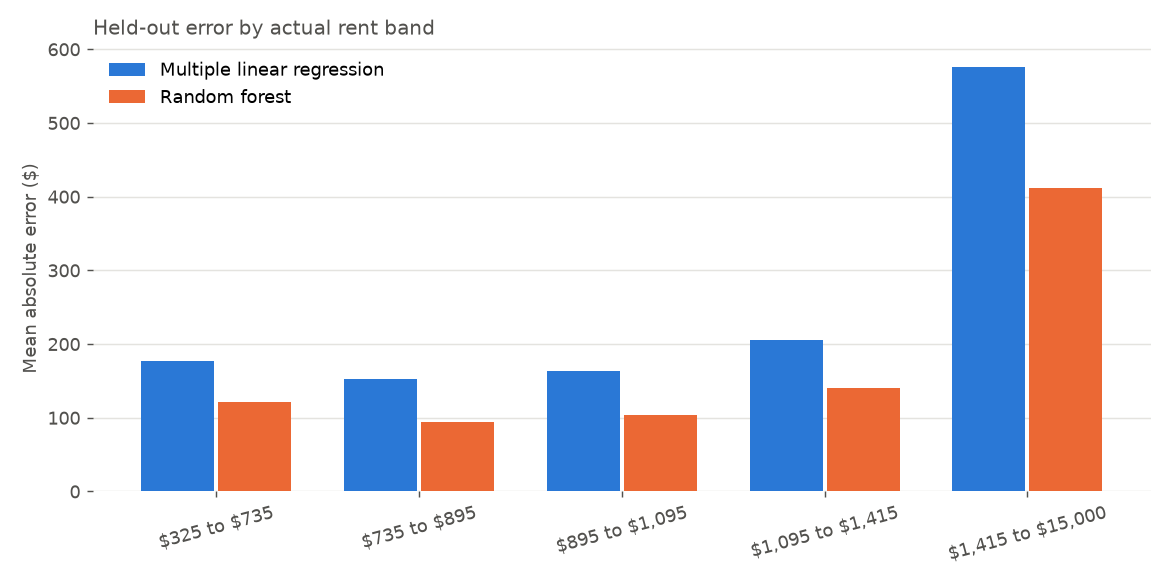 Held-out error by actual rent band
600
500
400
300
200
100
0
Mean absolute error ($)
Multiple linear regression
Random forest
$325 to $735
$735 to $895
$895 to $1,095
$1,095 to $1,415
$1,415 to $15,000